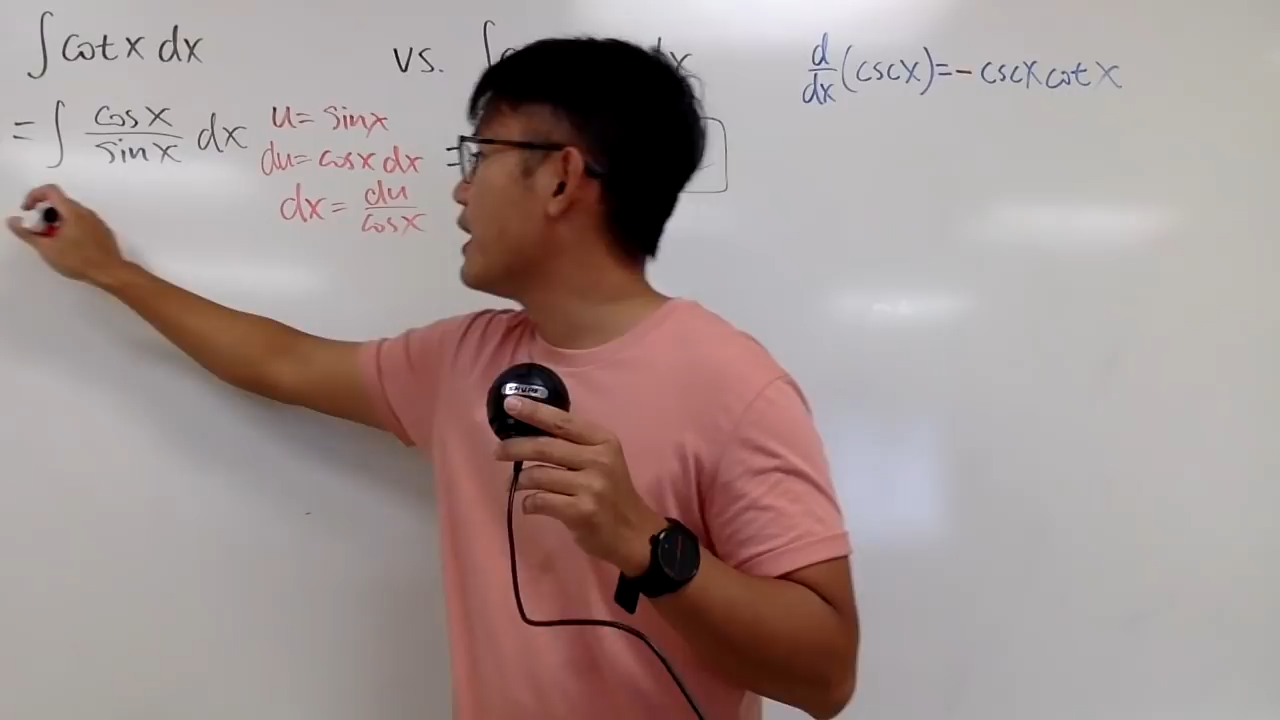 ∫ cot x dx
vs. ∫
d/dx (csc x) = - csc x cot x
= ∫ cos x / sin x dx
u = sin x
du = cos x dx
dx = du / cos x
=
SHURE